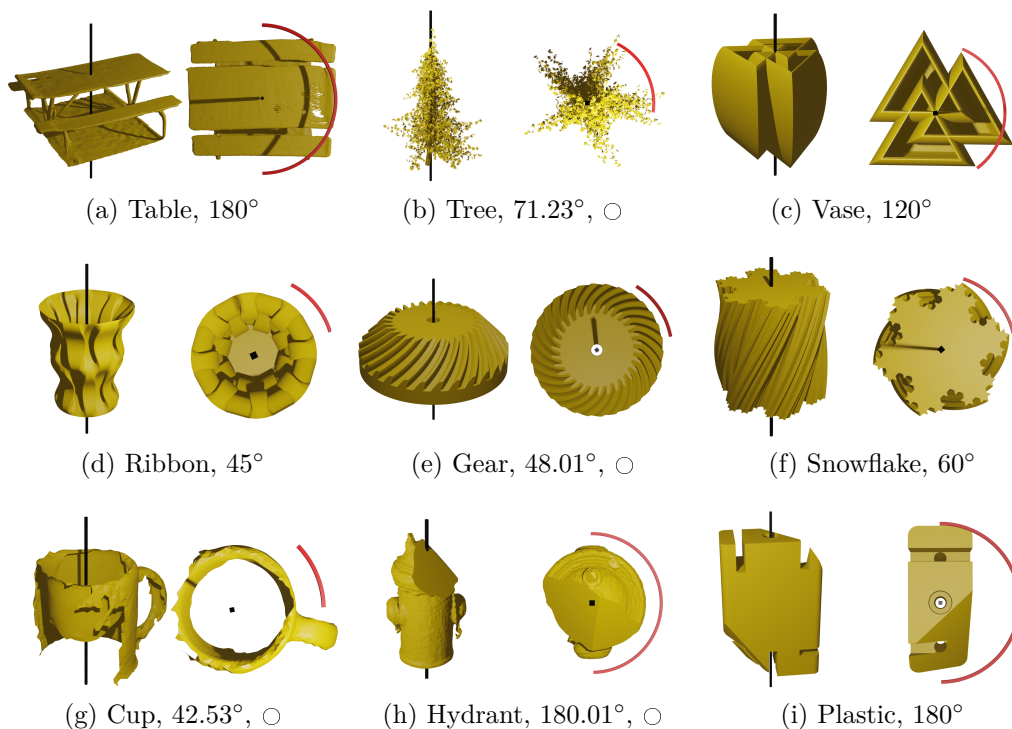 (a) Table, 180°
(b) Tree, 71.23°, ○
(c) Vase, 120°
(d) Ribbon, 45°
(e) Gear, 48.01°, ○
(f) Snowflake, 60°
(g) Cup, 42.53°, ○
(h) Hydrant, 180.01°, ○
(i) Plastic, 180°